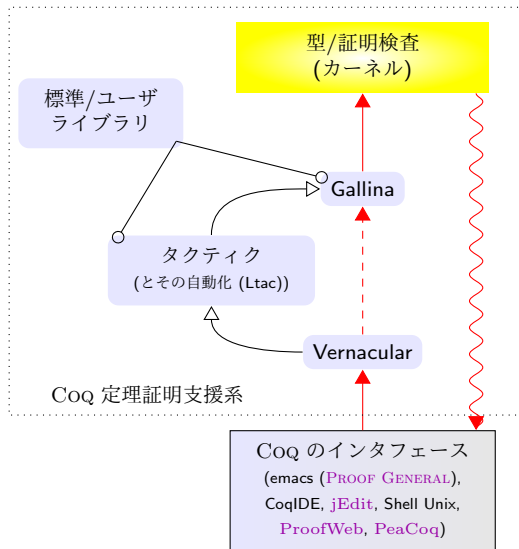 型/証明検査
(カーネル)
標準/ユーザ
ライブラリ
Gallina
タクティク
(とその自動化 (Ltac))
Vernacular
COQ 定理証明支援系
COQ のインタフェース
(emacs (PROOF GENERAL),
CoqIDE, jEdit, Shell Unix,
ProofWeb, PeaCoq)